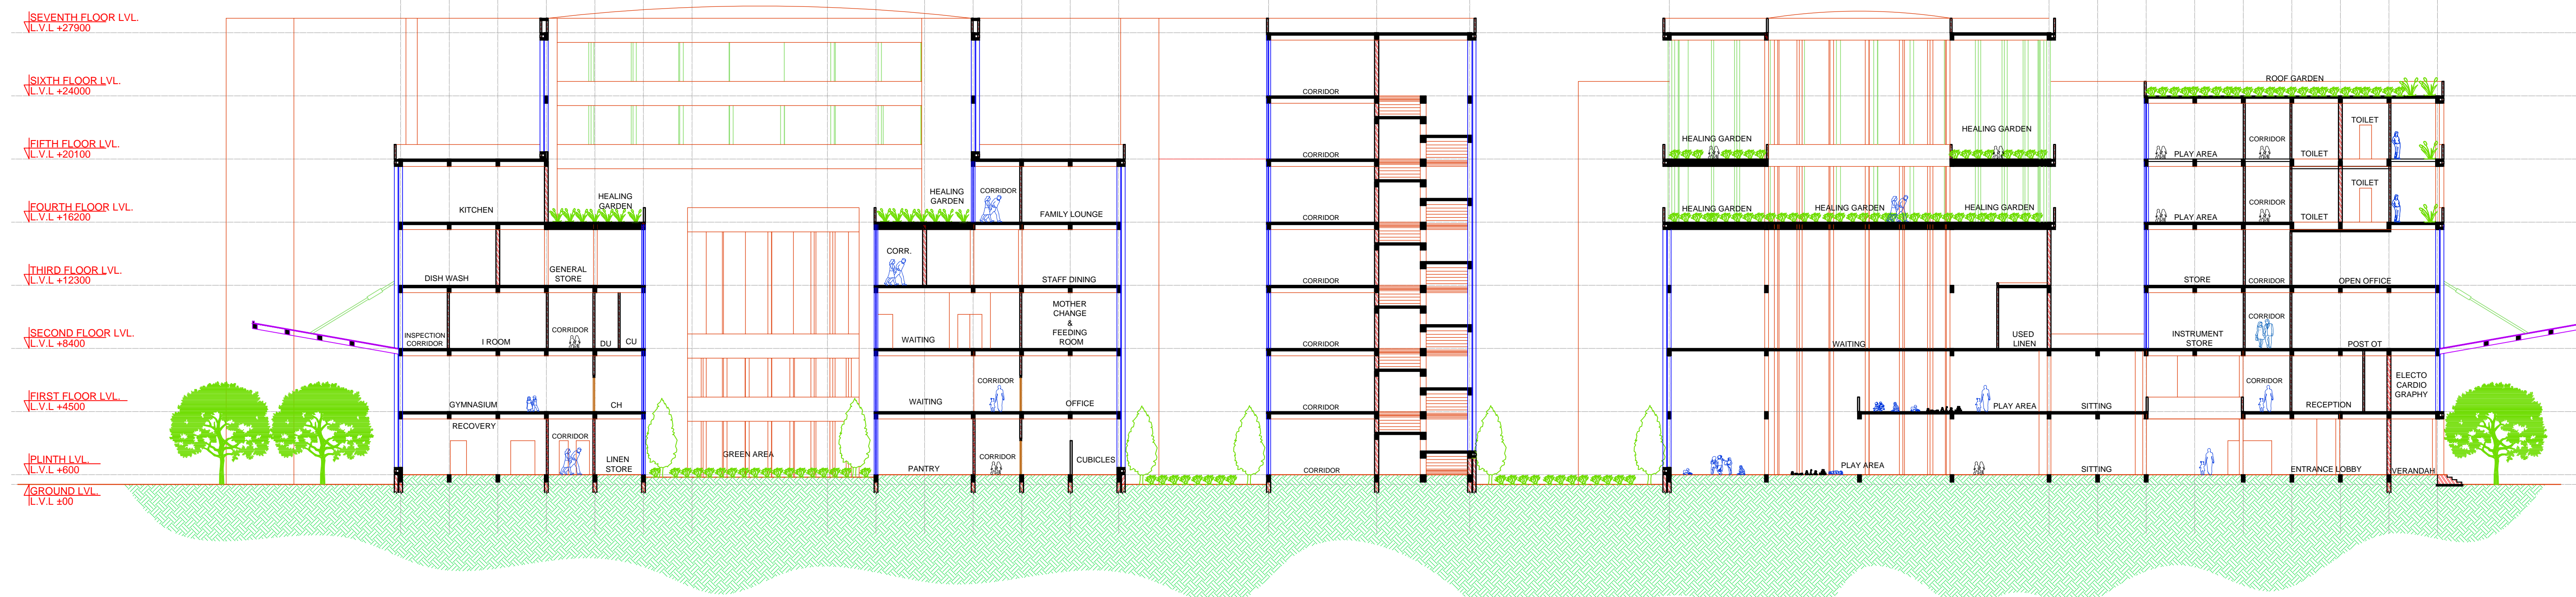 SEVENTH FLOOR LVL.
L.V.L +27900
SIXTH FLOOR LVL.
L.V.L +24000
FIFTH FLOOR LVL.
L.V.L +20100
FOURTH FLOOR LVL.
L.V.L +16200
THIRD FLOOR LVL.
L.V.L +12300
SECOND FLOOR LVL.
L.V.L +8400
FIRST FLOOR LVL.
L.V.L +4500
PLINTH LVL.
L.V.L +600
GROUND LVL.
L.V.L ±00
KITCHEN
HEALING
GARDEN
DISH WASH
GENERAL
STORE
INSPECTION
CORRIDOR
I ROOM
CORRIDOR
DU
CU
GYMNASIUM
CH
RECOVERY
CORRIDOR
LINEN
STORE
GREEN AREA
HEALING
GARDEN
CORRIDOR
FAMILY LOUNGE
CORR.
STAFF DINING
WAITING
MOTHER
CHANGE
&
FEEDING
ROOM
WAITING
CORRIDOR
OFFICE
PANTRY
CORRIDOR
CUBICLES
CORRIDOR
CORRIDOR
CORRIDOR
CORRIDOR
CORRIDOR
CORRIDOR
CORRIDOR
HEALING GARDEN
HEALING GARDEN
HEALING GARDEN
HEALING GARDEN
HEALING GARDEN
WAITING
USED
LINEN
PLAY AREA
SITTING
PLAY AREA
SITTING
ROOF GARDEN
PLAY AREA
CORRIDOR
TOILET
TOILET
PLAY AREA
CORRIDOR
TOILET
TOILET
STORE
CORRIDOR
OPEN OFFICE
INSTRUMENT
STORE
CORRIDOR
POST OT
CORRIDOR
RECEPTION
ELECTO
CARDIO
GRAPHY
ENTRANCE LOBBY
VERANDAH